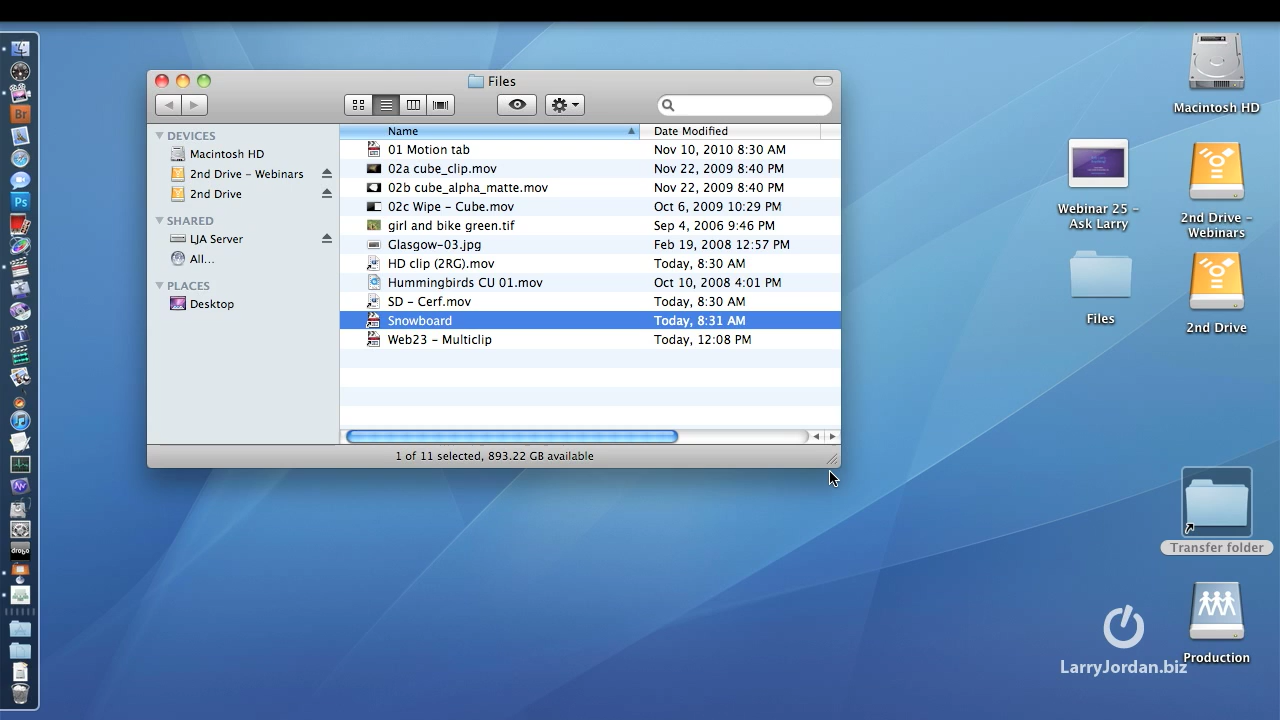 Files
Name Date Modified
DEVICES
Macintosh HD
2nd Drive – Webinars
2nd Drive
SHARED
LJA Server
All...
PLACES
Desktop
01 Motion tab Nov 10, 2010 8:30 AM
02a cube_clip.mov Nov 22, 2009 8:40 PM
02b cube_alpha_matte.mov Nov 22, 2009 8:40 PM
02c Wipe – Cube.mov Oct 6, 2009 10:29 PM
girl and bike green.tif Sep 4, 2006 9:46 PM
Glasgow-03.jpg Feb 19, 2008 12:57 PM
HD clip (2RG).mov Today, 8:30 AM
Hummingbirds CU 01.mov Oct 10, 2008 4:01 PM
SD – Cerf.mov Today, 8:30 AM
Snowboard Today, 8:31 AM
Web23 – Multiclip Today, 12:08 PM
1 of 11 selected, 893.22 GB available
Macintosh HD
Webinar 25 –
Ask Larry
2nd Drive –
Webinars
Files
2nd Drive
Transfer folder
Production
LarryJordan.biz
Br
Ps
T
drobo